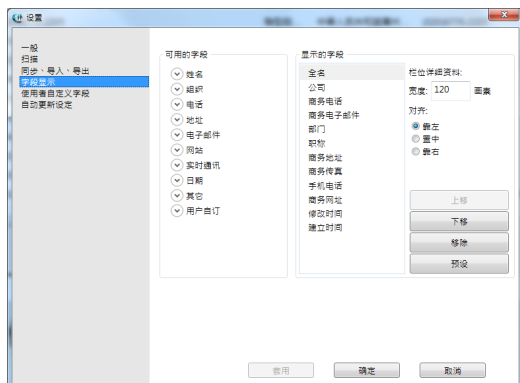 设置
一般
扫描
同步、导入、导出
字段显示
使用者自定义字段
自动更新设定
可用的字段
姓名
组织
电话
地址
电子邮件
网站
实时通讯
日期
其它
用户自订
显示的字段
全名
公司
商务电话
商务电子邮件
部门
职称
商务地址
商务传真
手机电话
商务网址
修改时间
建立时间
栏位详细资料:
宽度: 120 画素
对齐:
靠左
置中
靠右
上移
下移
移除
预设
套用 确定 取消